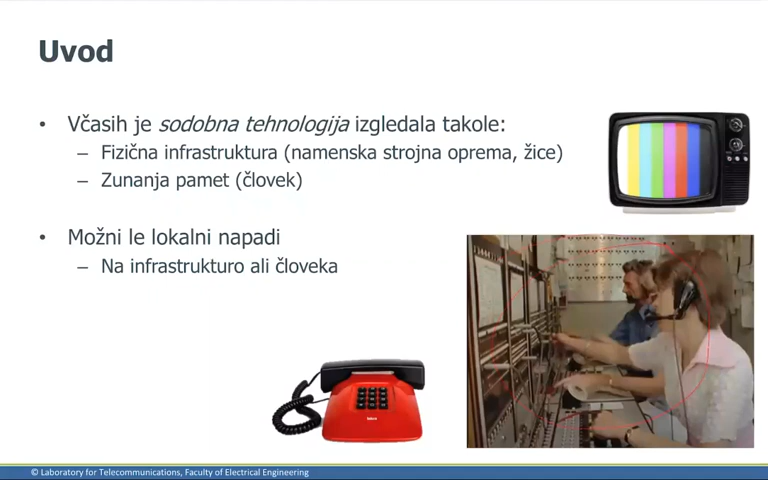 Uvod
• Včasih je sodobna tehnologija izgledala takole:
– Fizična infrastruktura (namenska strojna oprema, žice)
– Zunanja pamet (človek)
• Možni le lokalni napadi
– Na infrastrukturo ali človeka
© Laboratory for Telecommunications, Faculty of Electrical Engineering